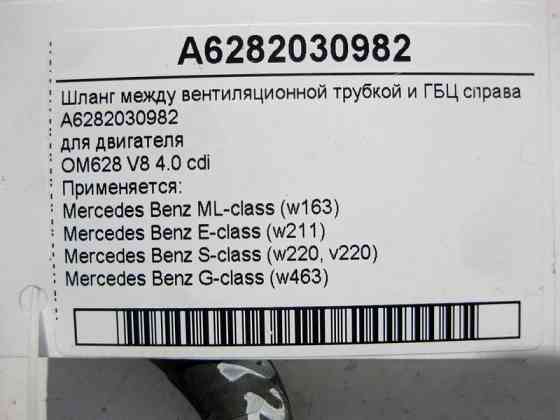 A6282030982
Шланг между вентиляционной трубкой и ГБЦ справа
A6282030982
для двигателя
OM628 V8 4.0 cdi
Применяется:
Mercedes Benz ML-class (w163)
Mercedes Benz E-class (w211)
Mercedes Benz S-class (w220, v220)
Mercedes Benz G-class (w463)